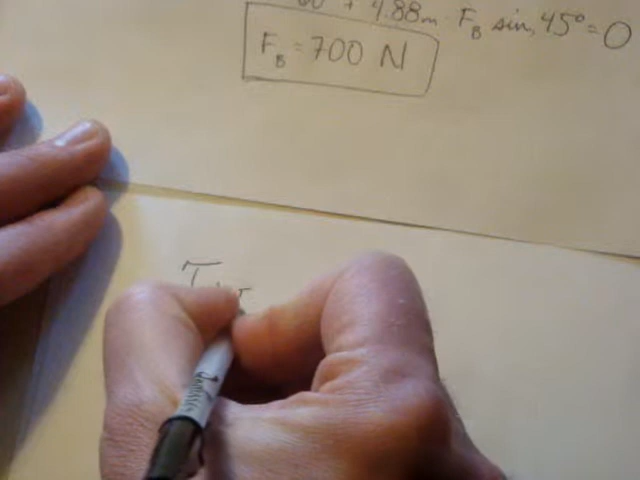 + 4.88m · F_B sin 45° = 0
F_B = 700 N
T